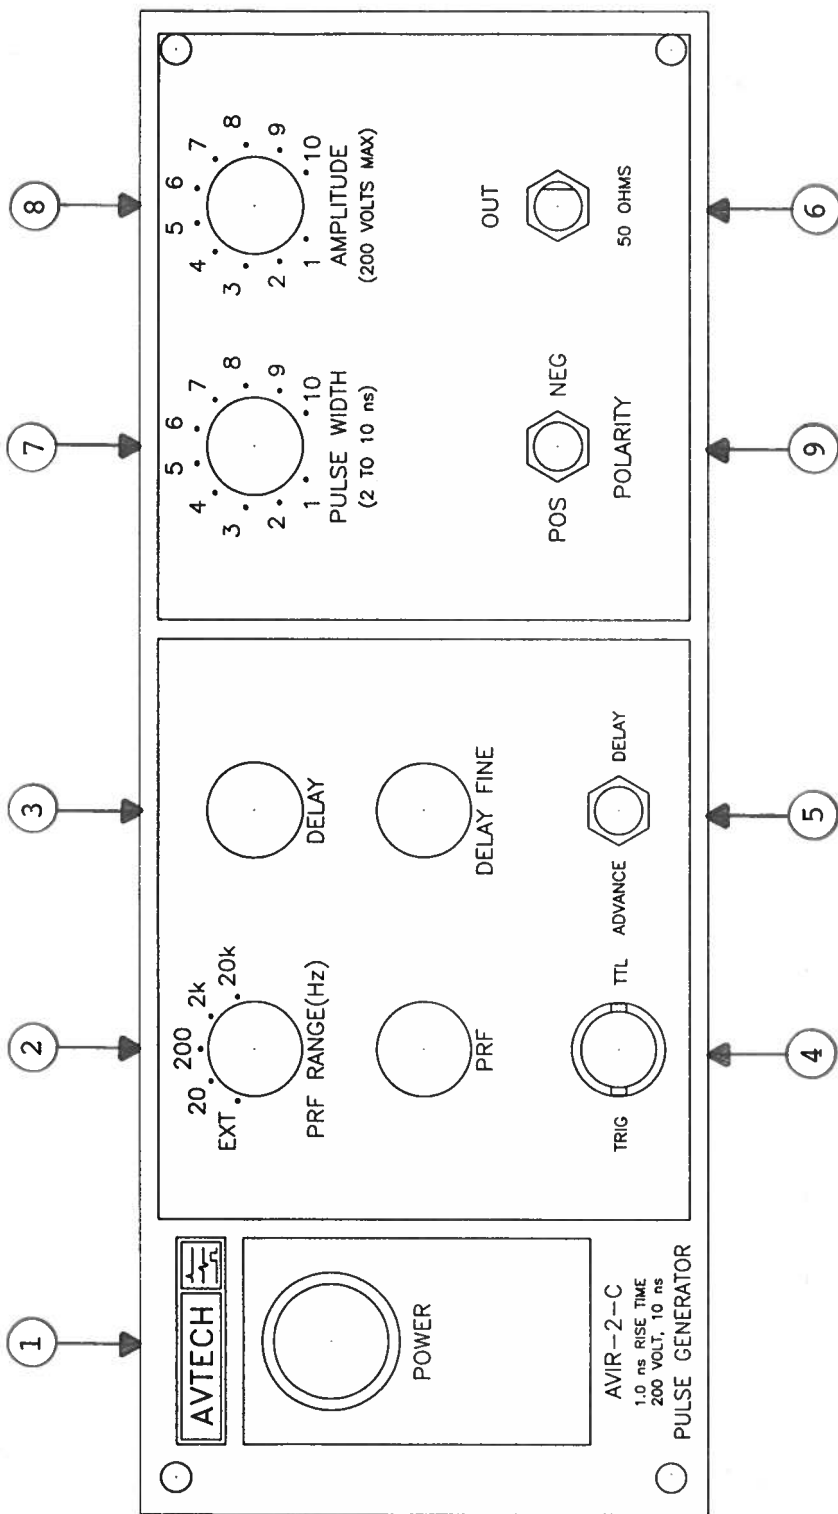 1
2
3
7
8
AVTECH
POWER
AVIR-2-C
1.0 ns RISE TIME
200 VOLT, 10 ns
PULSE GENERATOR
EXT
20
200
2k
20k
PRF RANGE(Hz)
PRF
TRIG
TTL
DELAY
DELAY FINE
ADVANCE
DELAY
1
2
3
4
5
6
7
8
9
10
PULSE WIDTH
(2 TO 10 ns)
POS
NEG
POLARITY
1
2
3
4
5
6
7
8
9
10
AMPLITUDE
(200 VOLTS MAX)
OUT
50 OHMS
4
5
9
6